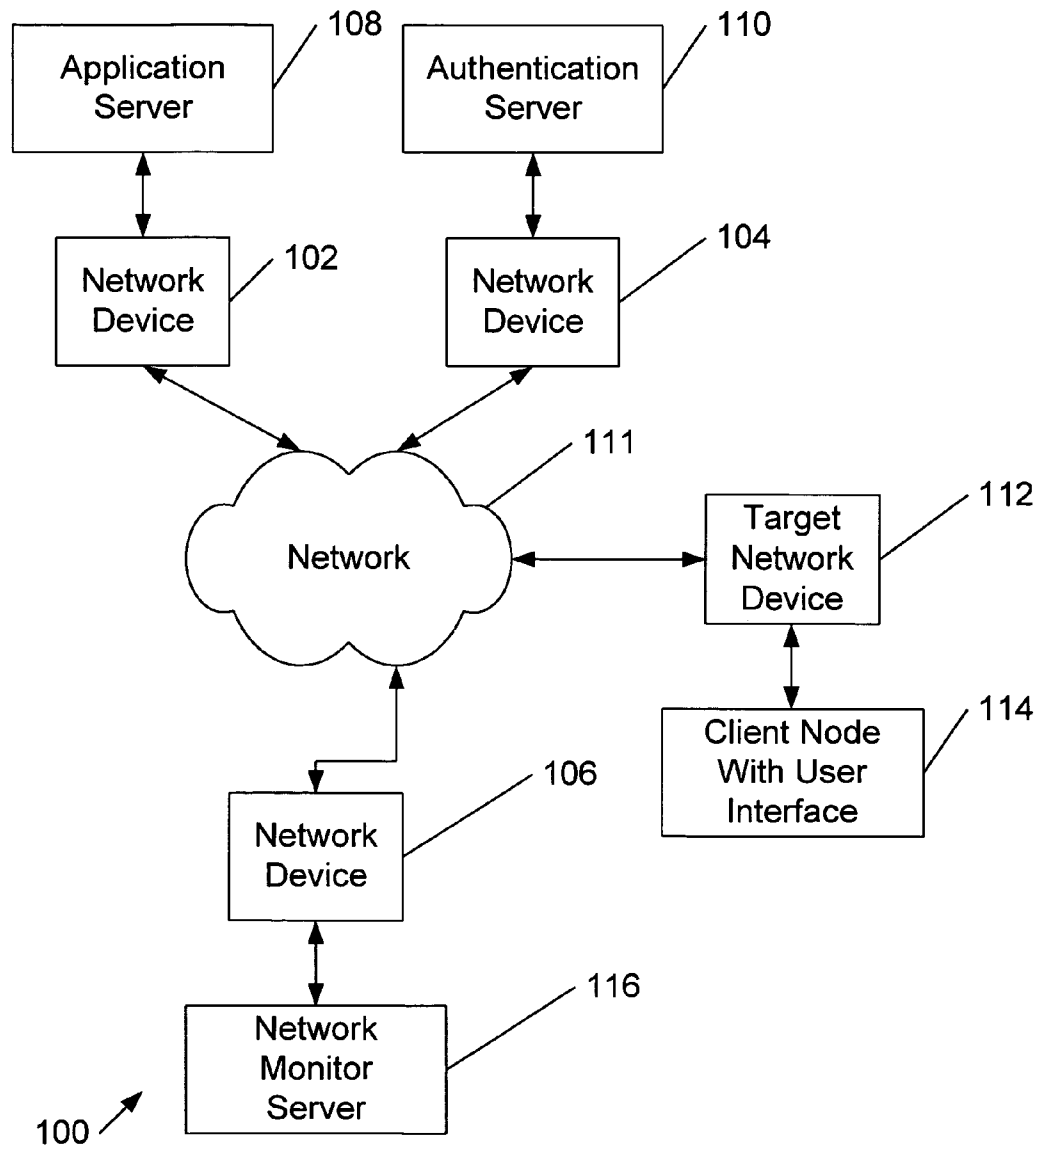 108
Application
Server
110
Authentication
Server
102
Network
Device
104
Network
Device
111
Network
112
Target
Network
Device
114
Client Node
With User
Interface
106
Network
Device
116
Network
Monitor
Server
100